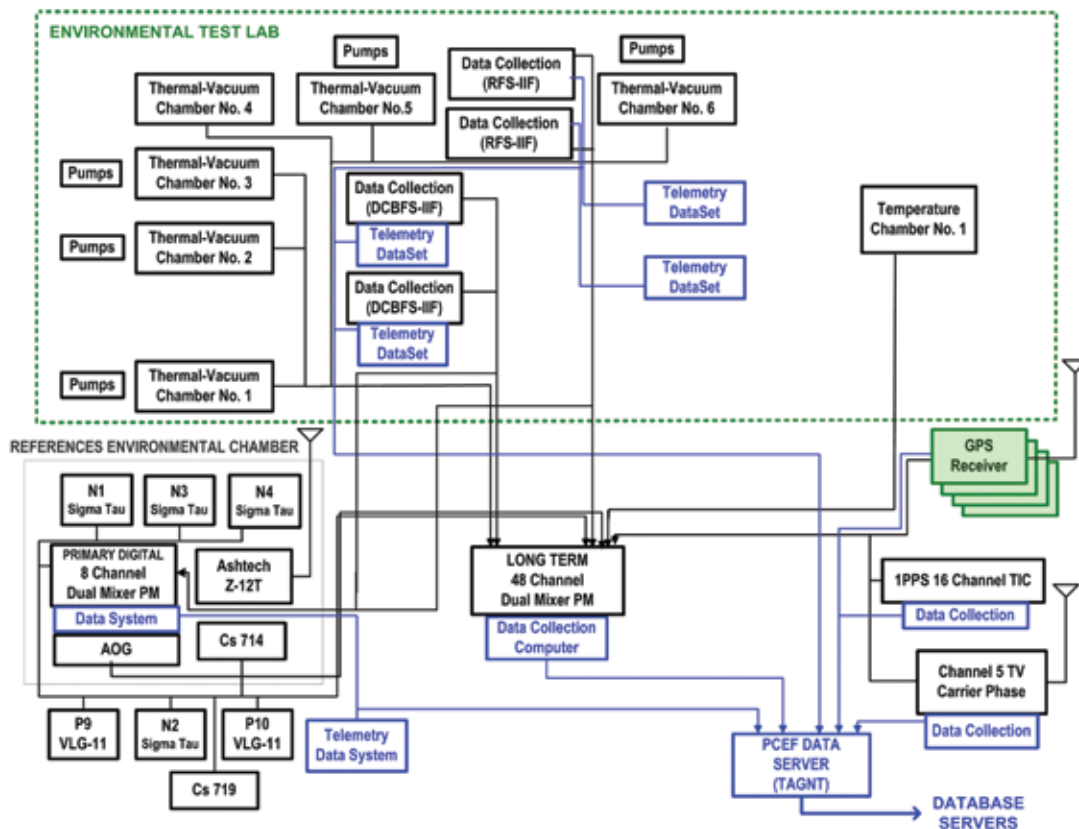 ENVIRONMENTAL TEST LAB
Pumps
Pumps
Data Collection
(RFS-IIF)
Thermal-Vacuum
Chamber No. 4
Thermal-Vacuum
Chamber No.5
Thermal-Vacuum
Chamber No. 6
Data Collection
(RFS-IIF)
Pumps
Thermal-Vacuum
Chamber No. 3
Data Collection
(DCBFS-IIF)
Telemetry
DataSet
Telemetry
DataSet
Temperature
Chamber No. 1
Pumps
Thermal-Vacuum
Chamber No. 2
Telemetry
DataSet
Data Collection
(DCBFS-IIF)
Telemetry
DataSet
Pumps
Thermal-Vacuum
Chamber No. 1
REFERENCES ENVIRONMENTAL CHAMBER
GPS
Receiver
N1
Sigma Tau
N3
Sigma Tau
N4
Sigma Tau
PRIMARY DIGITAL
8 Channel
Dual Mixer PM
Data System
AOG
Ashtech
Z-12T
Cs 714
LONG TERM
48 Channel
Dual Mixer PM
Data Collection
Computer
1PPS 16 Channel TIC
Data Collection
Channel 5 TV
Carrier Phase
Data Collection
P9
VLG-11
N2
Sigma Tau
P10
VLG-11
Cs 719
Telemetry
Data System
PCEF DATA
SERVER
(TAGNT)
DATABASE
SERVERS